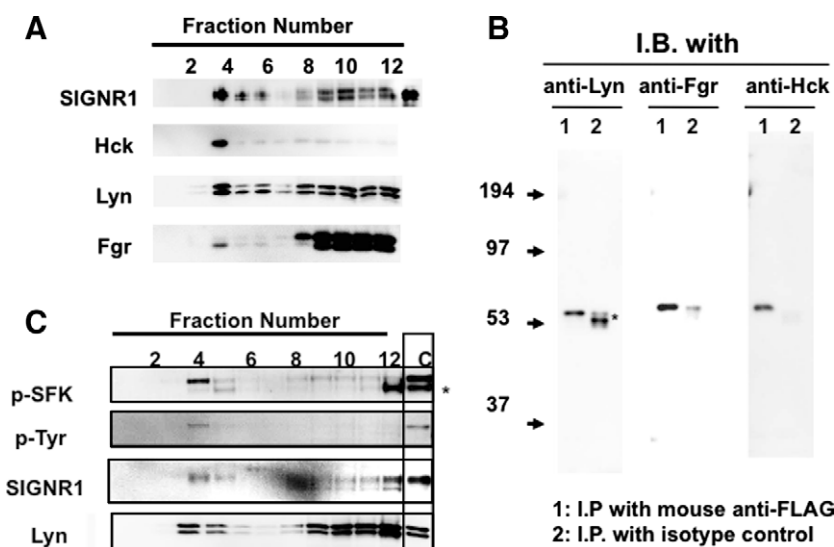 A
Fraction Number
2 4 6 8 10 12
SIGNR1
Hck
Lyn
Fgr
B
I.B. with
anti-Lyn anti-Fgr anti-Hck
1 2 1 2 1 2
194
97
53
*
37
1: I.P with mouse anti-FLAG
2: I.P. with isotype control
C
Fraction Number
2 4 6 8 10 12 C
p-SFK
*
p-Tyr
SIGNR1
Lyn